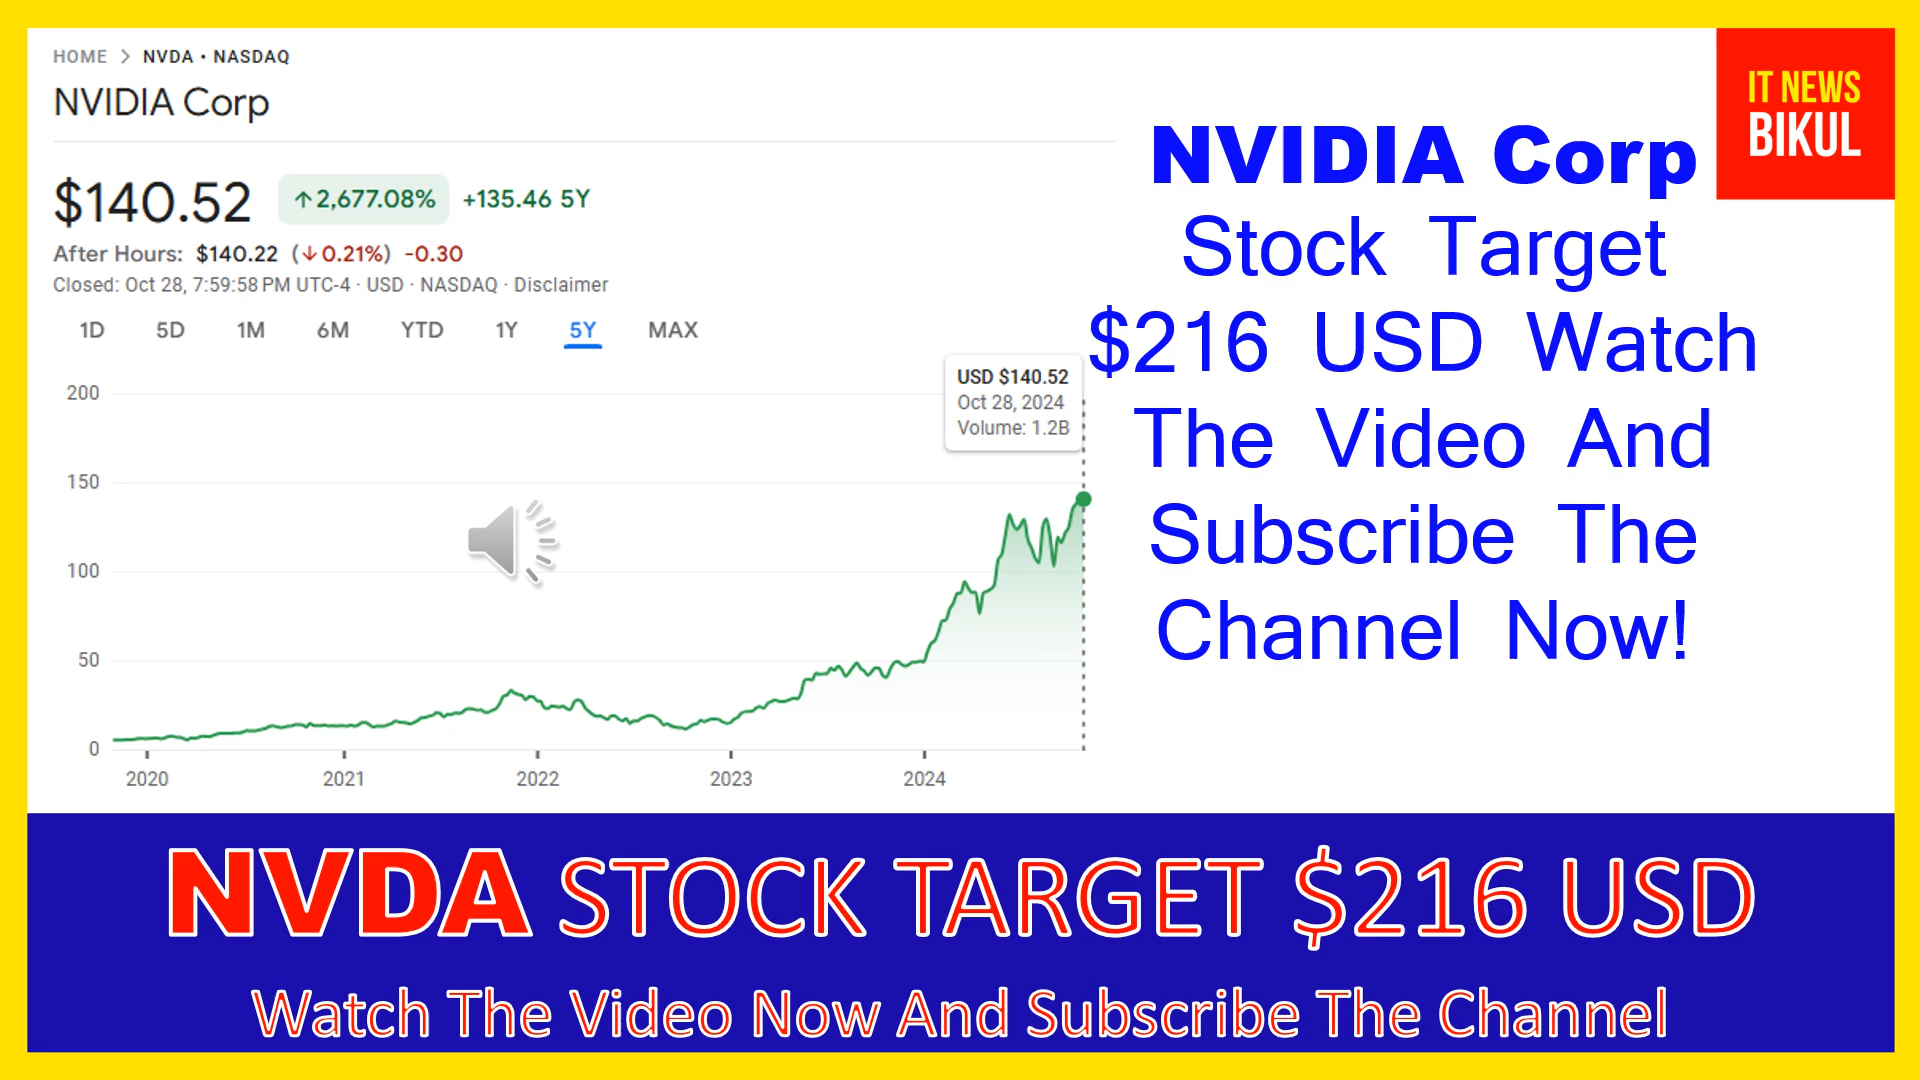 HOME > NVDA • NASDAQ
NVIDIA Corp
$140.52 ↑2,677.08% +135.46 5Y
After Hours: $140.22 (↓0.21%) -0.30
Closed: Oct 28, 7:59:58 PM UTC-4 · USD · NASDAQ · Disclaimer
1D 5D 1M 6M YTD 1Y 5Y MAX
USD $140.52
Oct 28, 2024
Volume: 1.2B
200
150
100
50
0
2020 2021 2022 2023 2024
IT NEWS
BIKUL
NVIDIA Corp
Stock Target
$216 USD Watch
The Video And
Subscribe The
Channel Now!
NVDA STOCK TARGET $216 USD
Watch The Video Now And Subscribe The Channel